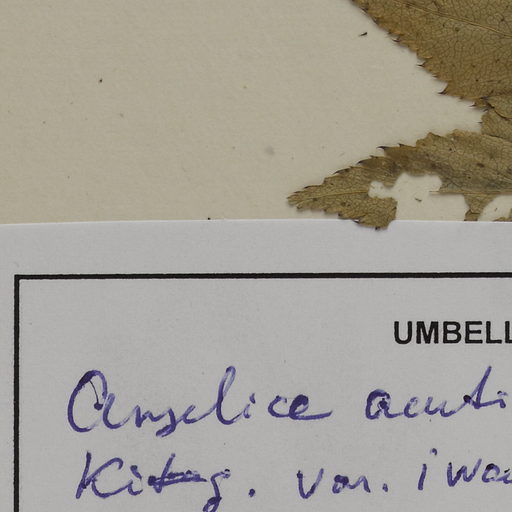 UMBELL
Angelica acuti
Kitag. var. iwa